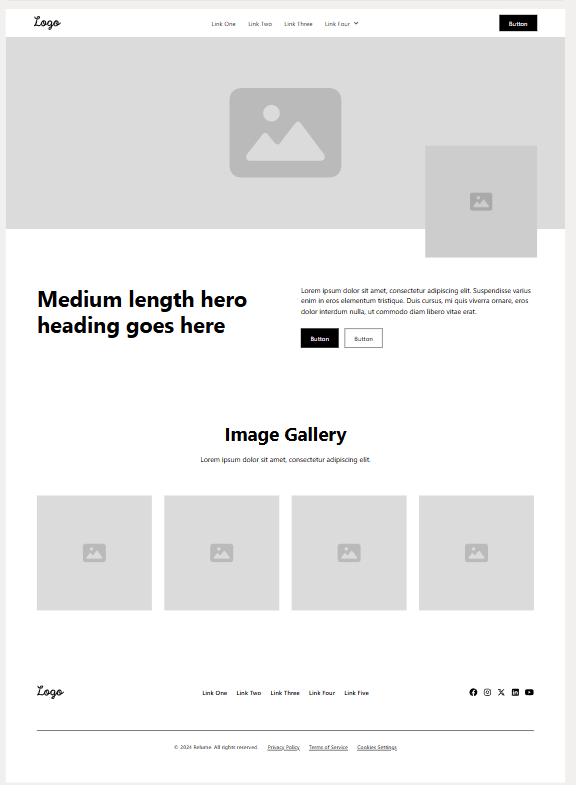 Logo
Link One Link Two Link Three Link Four
Button
Medium length hero
heading goes here
Lorem ipsum dolor sit amet, consectetur adipiscing elit. Suspendisse varius
enim in eros elementum tristique. Duis cursus, mi quis viverra ornare, eros
dolor interdum nulla, ut commodo diam libero vitae erat.
Button Button
Image Gallery
Lorem ipsum dolor sit amet, consectetur adipiscing elit.
Logo
Link One Link Two Link Three Link Four Link Five
© 2024 Relume. All rights reserved. Privacy Policy Terms of Service Cookies Settings